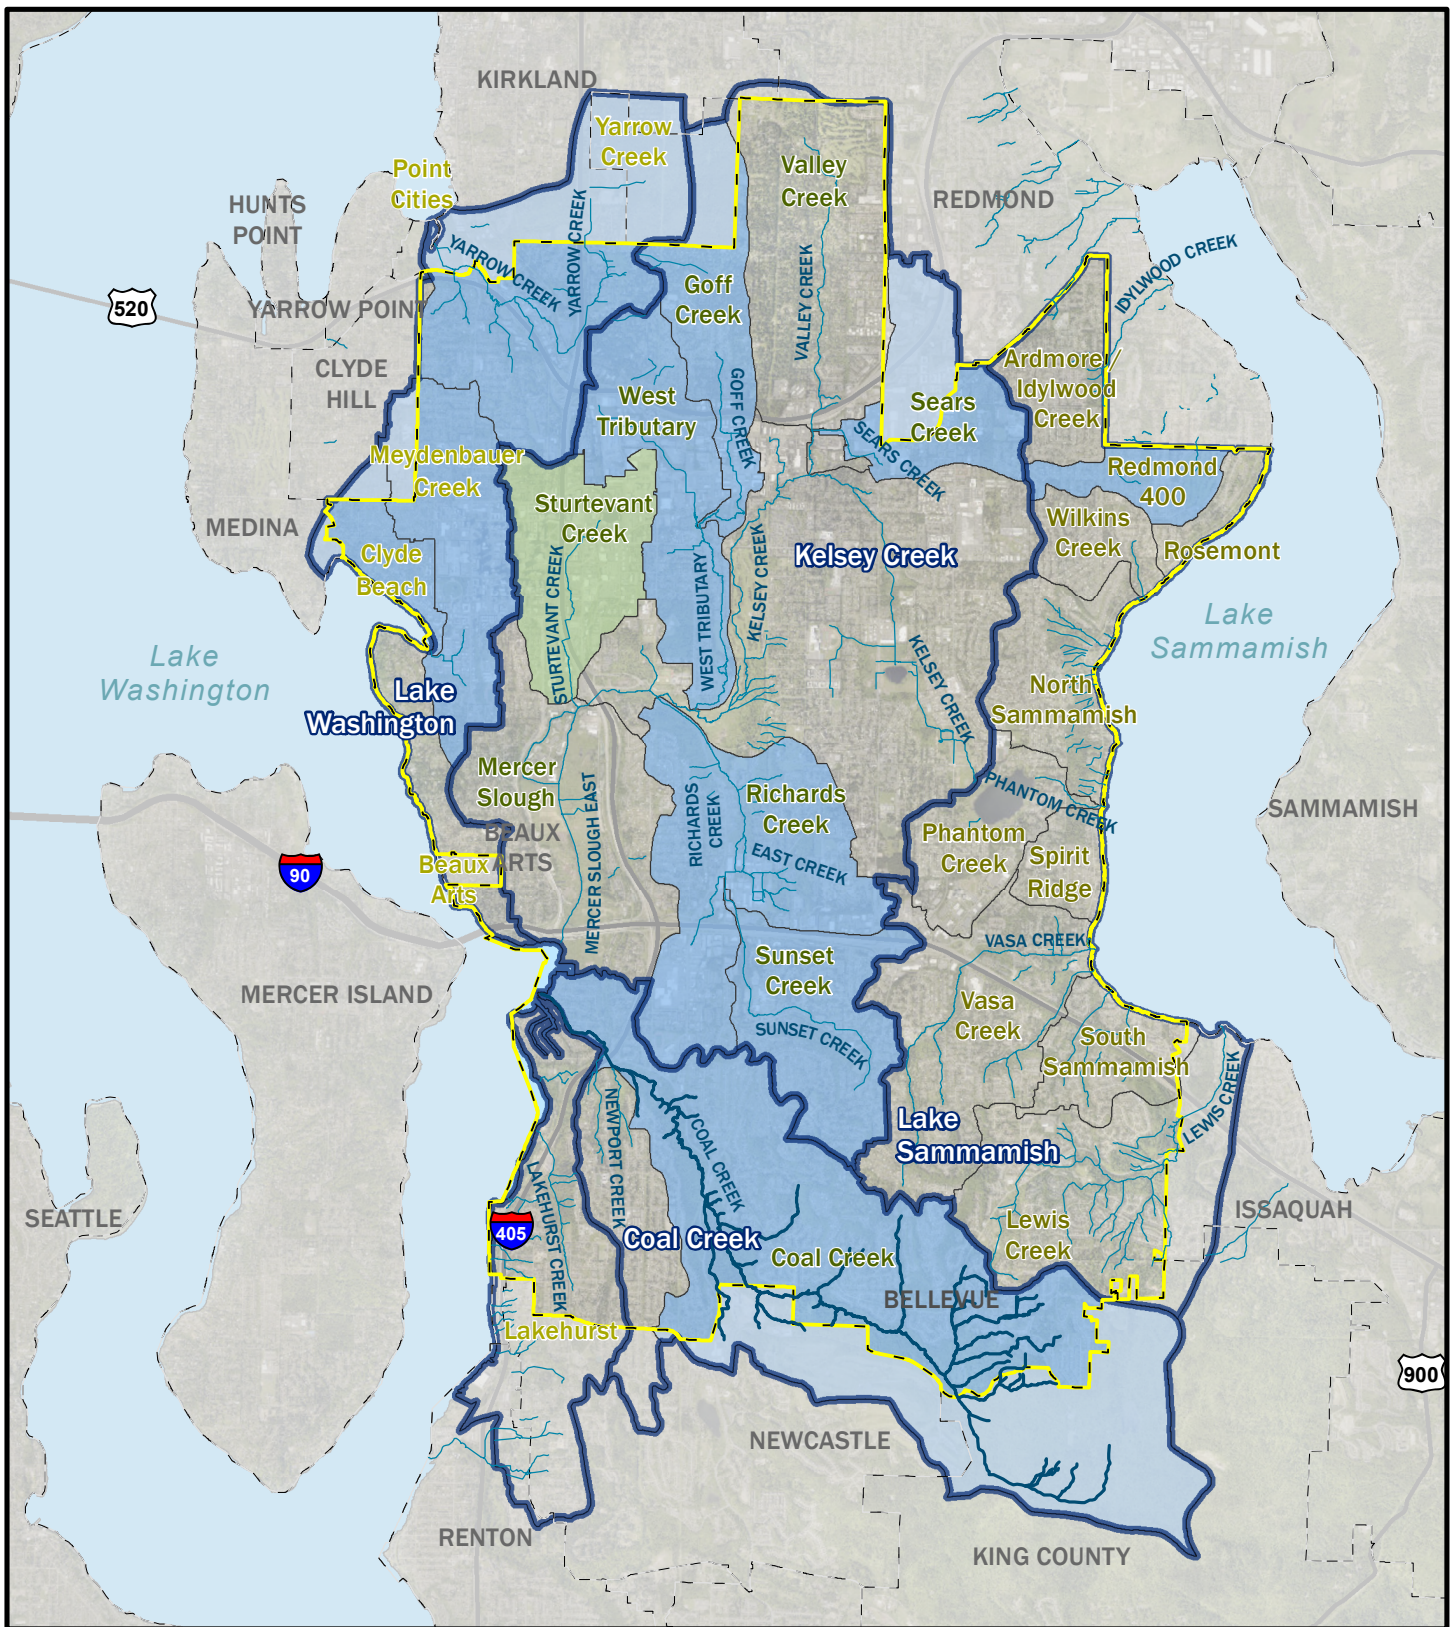 KIRKLAND
Yarrow
Creek
Point
Cities
Valley
Creek
HUNTS
POINT
REDMOND
YARROW CREEK
YARROW CREEK
IDYLWOOD CREEK
520
YARROW POINT
Goff
Creek
VALLEY CREEK
CLYDE
HILL
Ardmore /
Idylwood
Creek
West
Tributary
GOFF CREEK
Sears
Creek
SEARS CREEK
Meydenbauer
Creek
Redmond
400
Sturtevant
Creek
Wilkins
Creek
MEDINA
Rosemont
Clyde
Beach
Kelsey Creek
STURTEVANT CREEK
WEST TRIBUTARY
KELSEY CREEK
Lake
Washington
Lake
Sammamish
KELSEY CREEK
Lake
Washington
North
Sammamish
Mercer
Slough
MERCER SLOUGH EAST
RICHARDS
CREEK
Richards
Creek
PHANTOM CREEK
SAMMAMISH
BEAUX
ARTS
Phantom
Creek
Spirit
Ridge
EAST CREEK
Beaux
Arts
90
MERCER ISLAND
VASA CREEK
Sunset
Creek
Vasa
Creek
SUNSET CREEK
South
Sammamish
LEWIS CREEK
NEWPORT CREEK
COAL CREEK
Lake
Sammamish
LAKEHURST CREEK
SEATTLE
405
ISSAQUAH
Coal Creek
Coal Creek
Lewis
Creek
BELLEVUE
Lakehurst
900
NEWCASTLE
RENTON
KING COUNTY